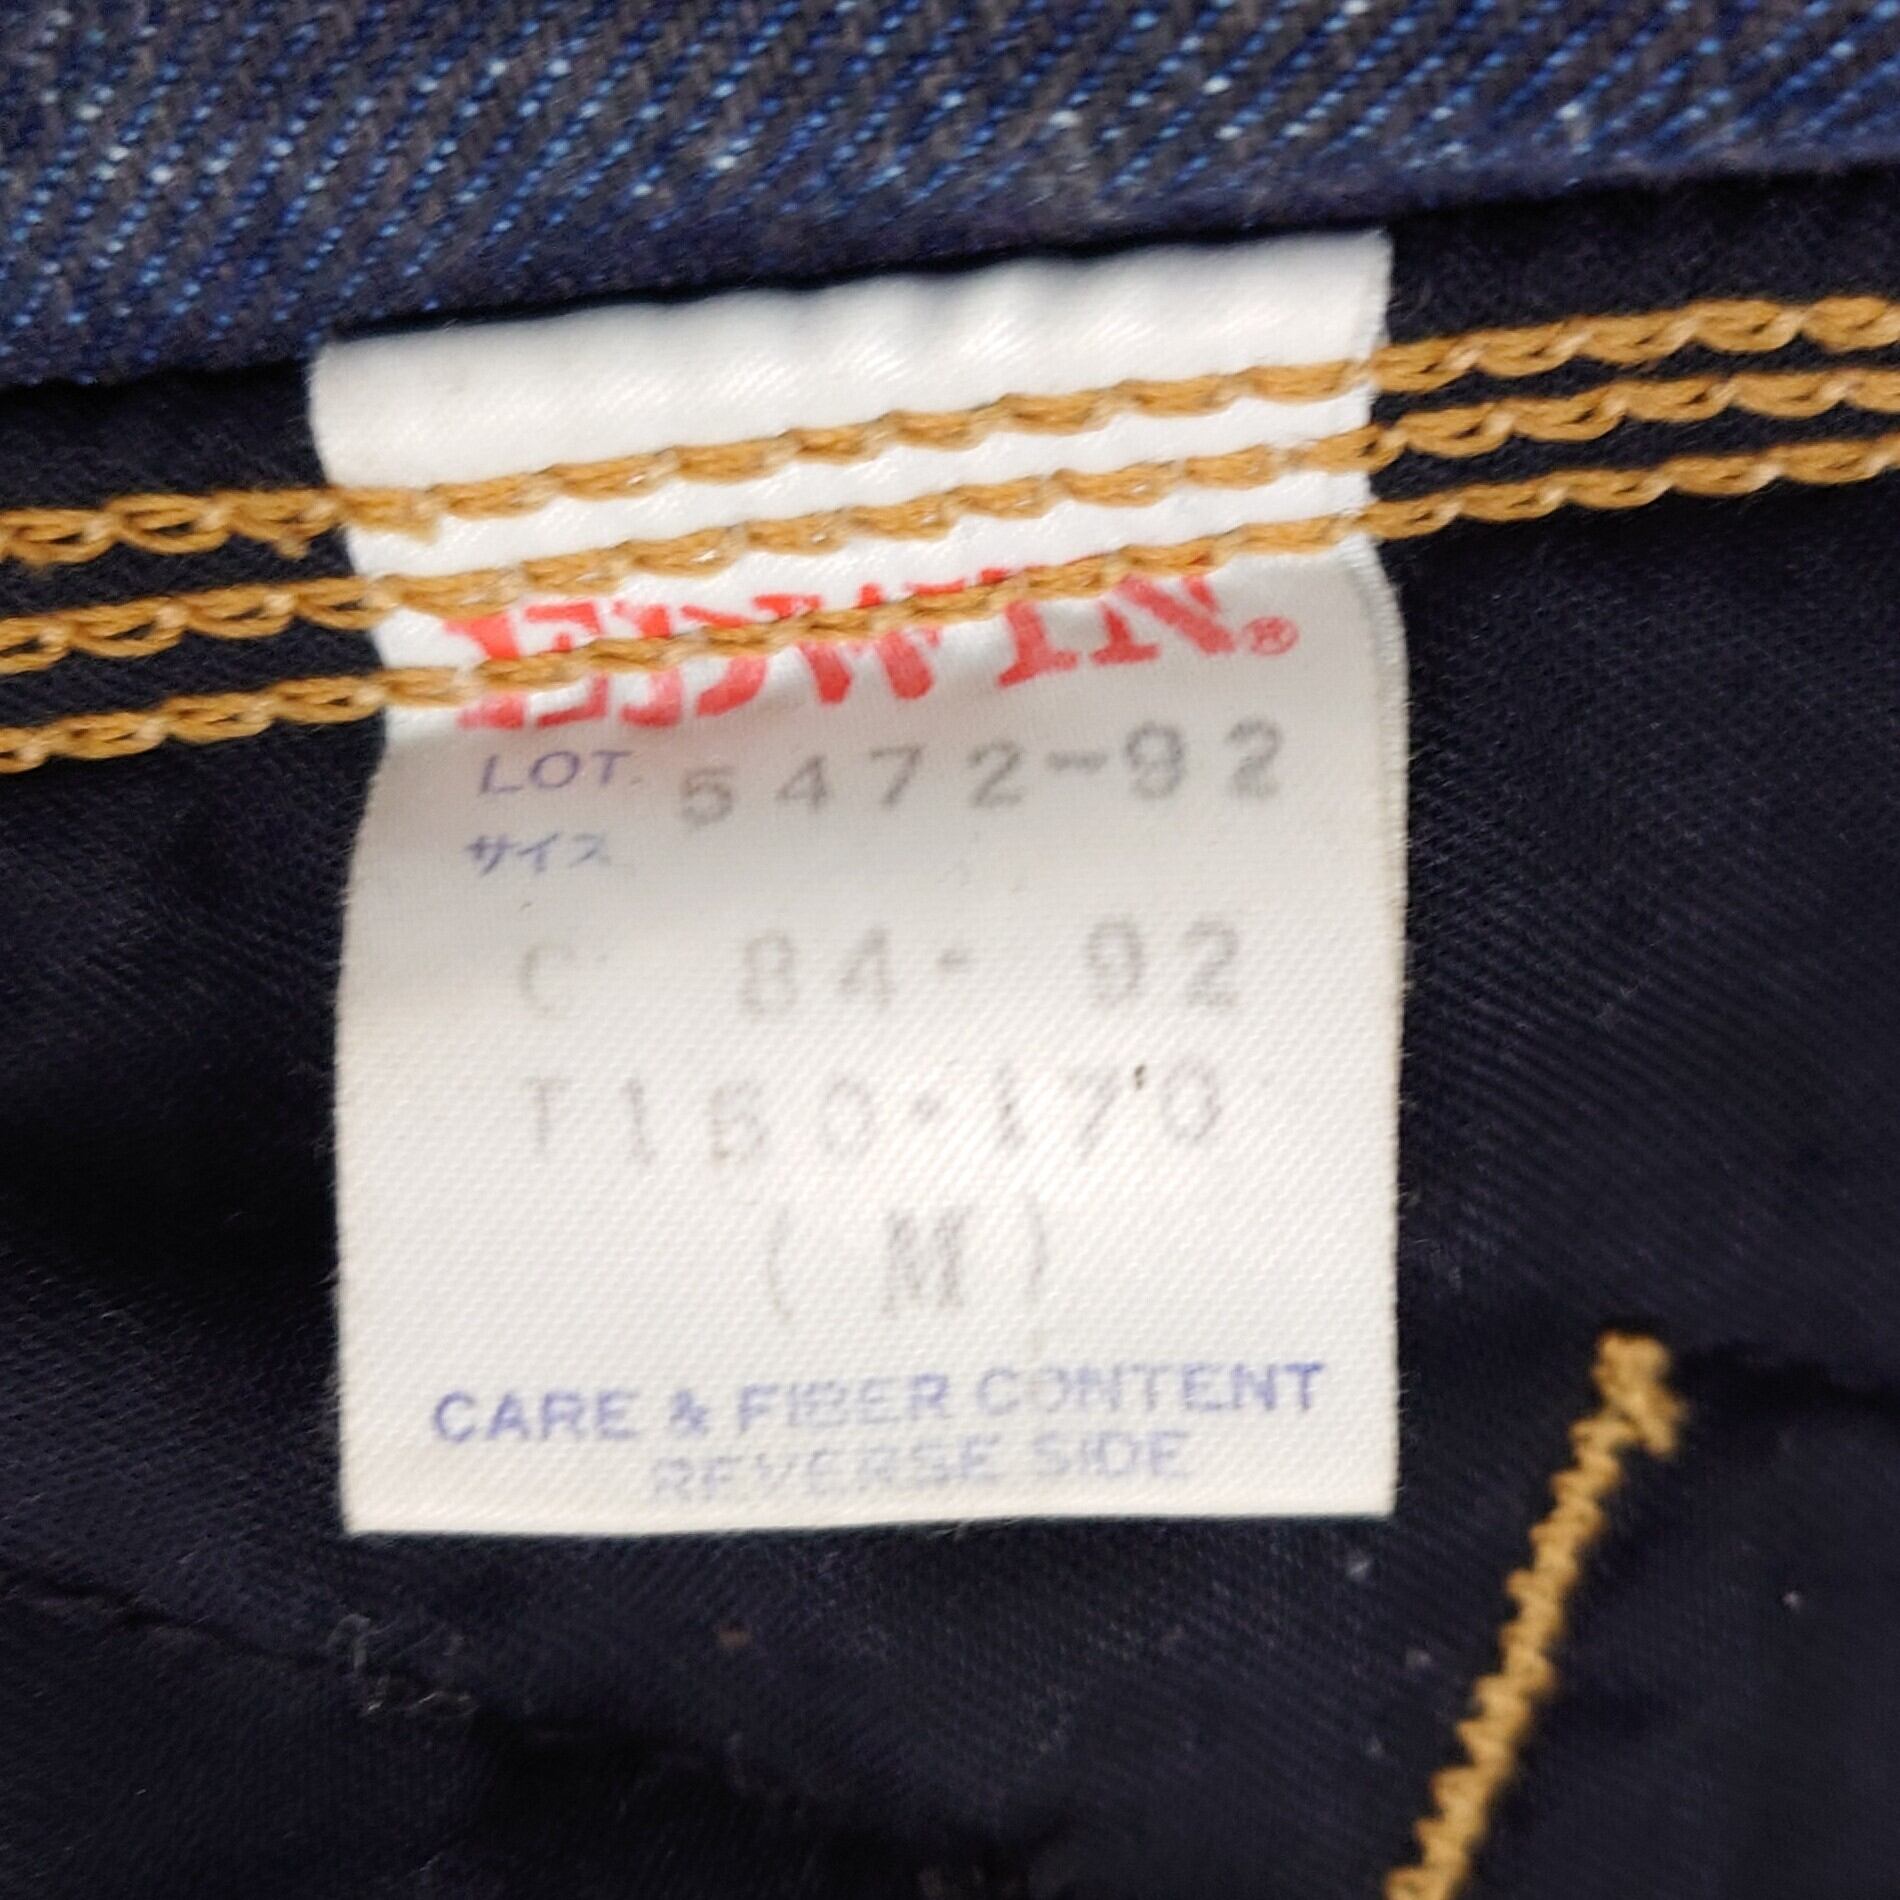 EDWIN®
LOT. 5472-92
サイズ
C 84- 92
T160-170
(M)
CARE & FIBER CONTENT
REVERSE SIDE